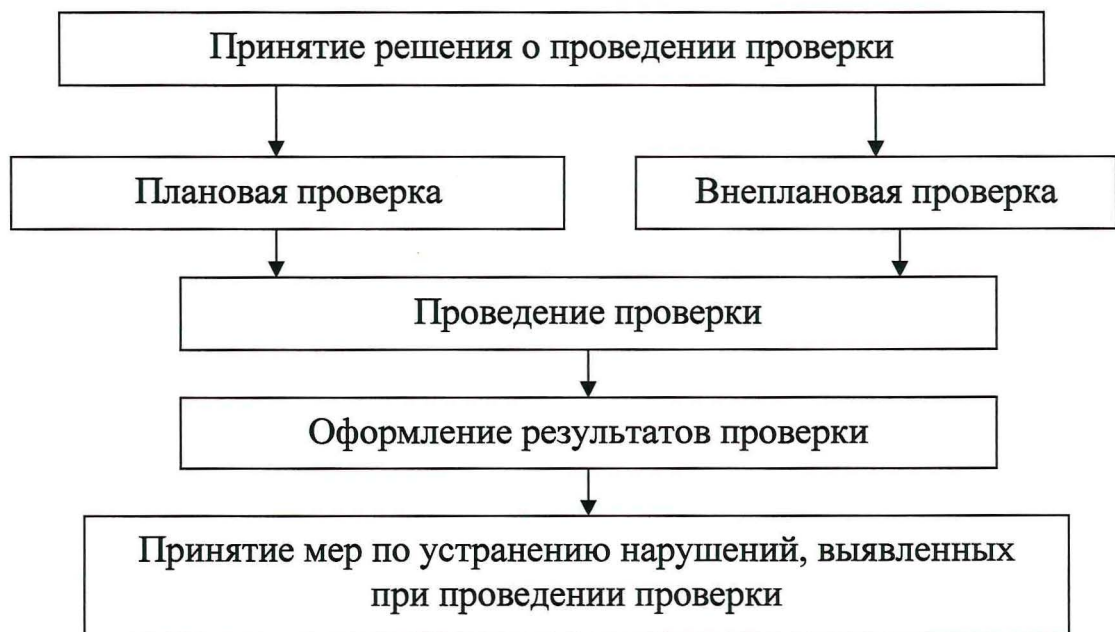 Принятие решения о проведении проверки
Плановая проверка
Внеплановая проверка
Проведение проверки
Оформление результатов проверки
Принятие мер по устранению нарушений, выявленных
при проведении проверки